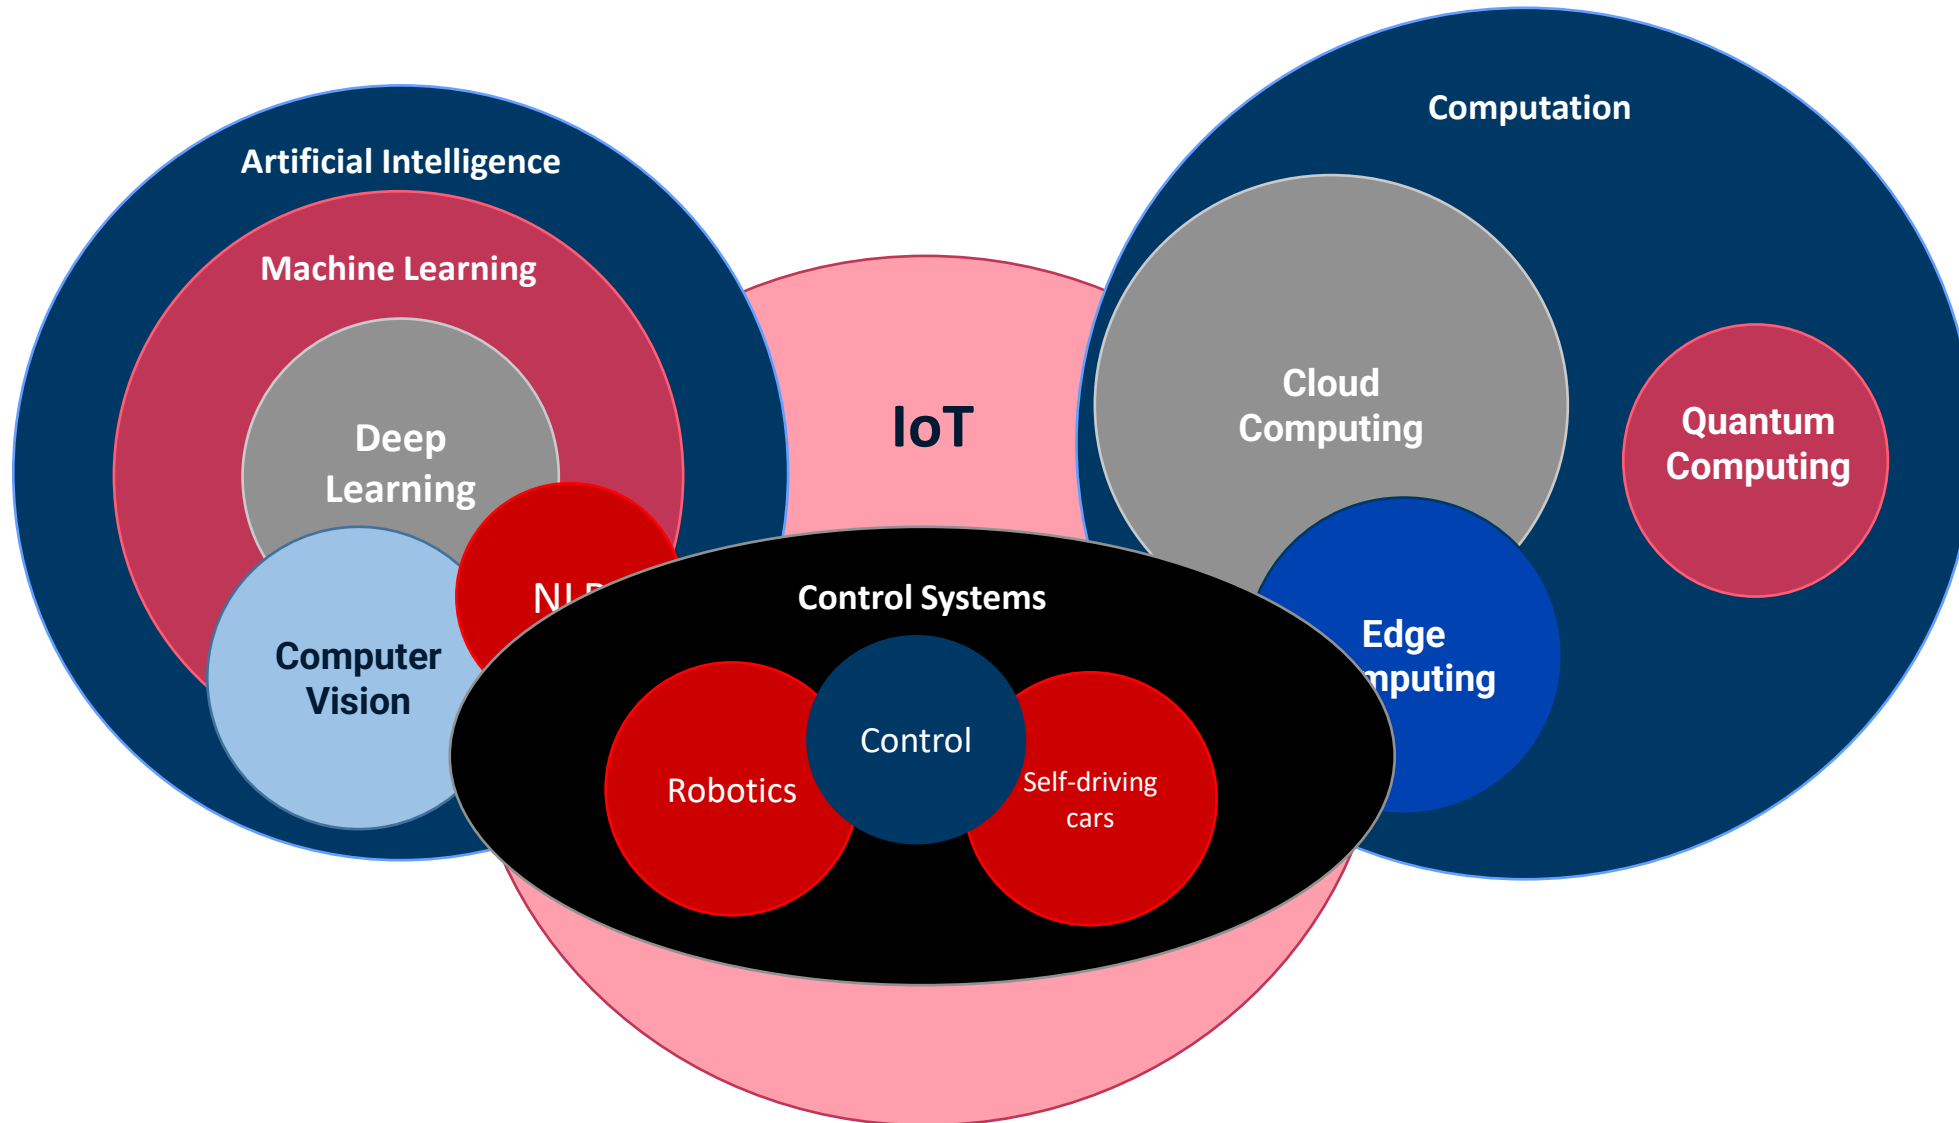 Computation
Artificial Intelligence
Machine Learning
Cloud
Computing
IoT
Quantum
Computing
Deep
Learning
Control Systems
Edge
Computer
Vision
Control
Robotics
Self-driving
cars